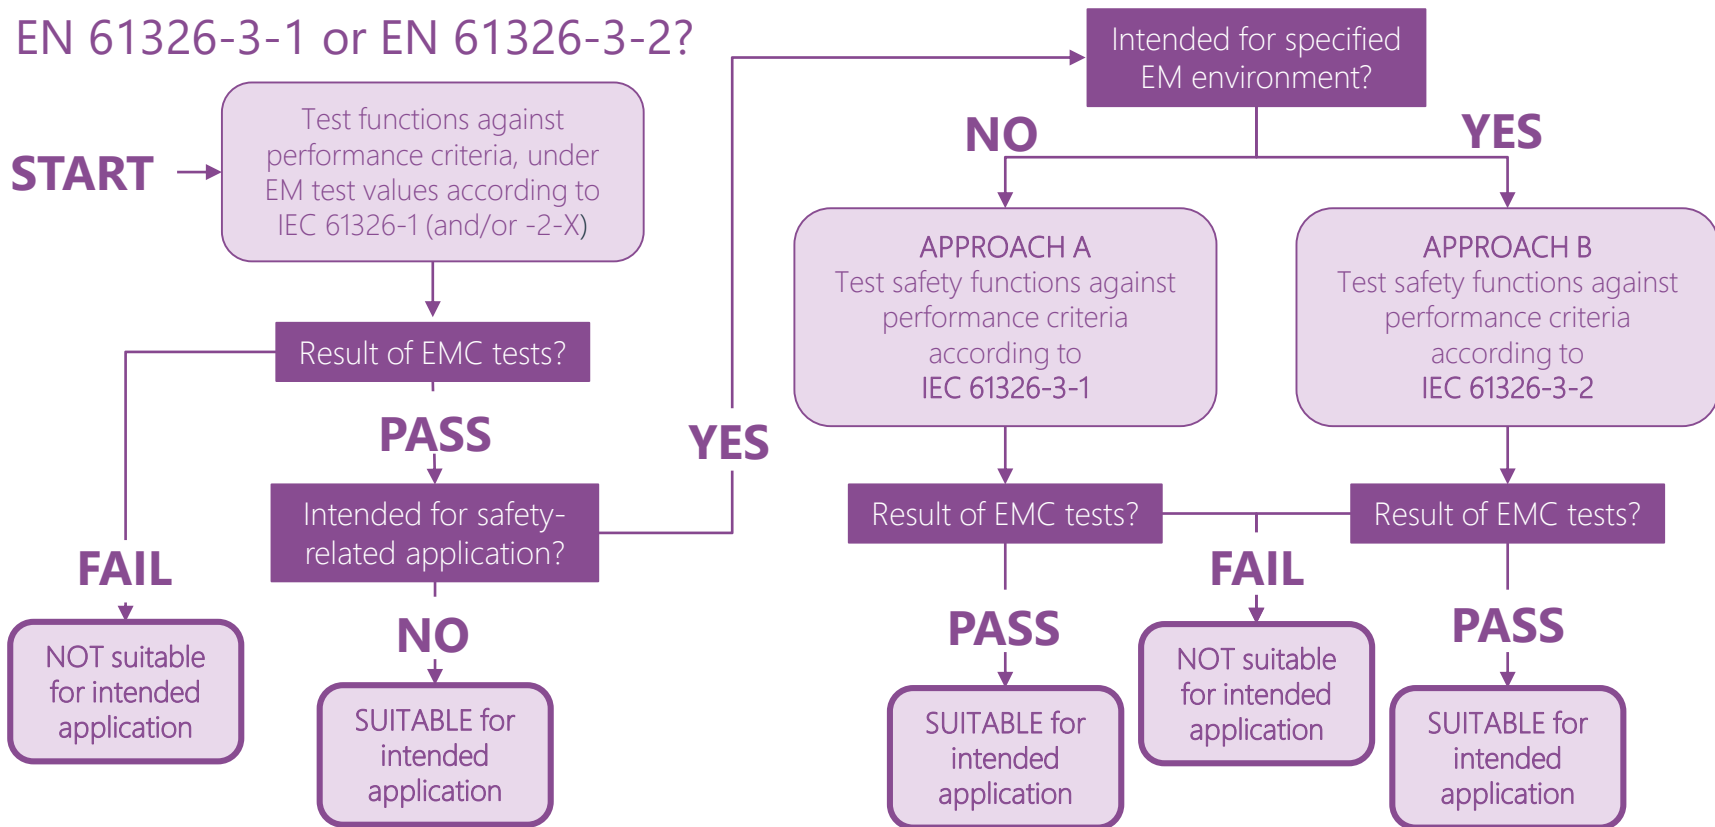 EN 61326-3-1 or EN 61326-3-2?
START
Test functions against
performance criteria, under
EM test values according to
IEC 61326-1 (and/or -2-X)
Result of EMC tests?
PASS
FAIL
NOT suitable
for intended
application
Intended for safety-
related application?
NO
SUITABLE for
intended
application
YES
Intended for specified
EM environment?
NO
YES
APPROACH A
Test safety functions against
performance criteria
according to
IEC 61326-3-1
APPROACH B
Test safety functions against
performance criteria
according to
IEC 61326-3-2
Result of EMC tests?
Result of EMC tests?
PASS
FAIL
PASS
SUITABLE for
intended
application
NOT suitable
for intended
application
SUITABLE for
intended
application